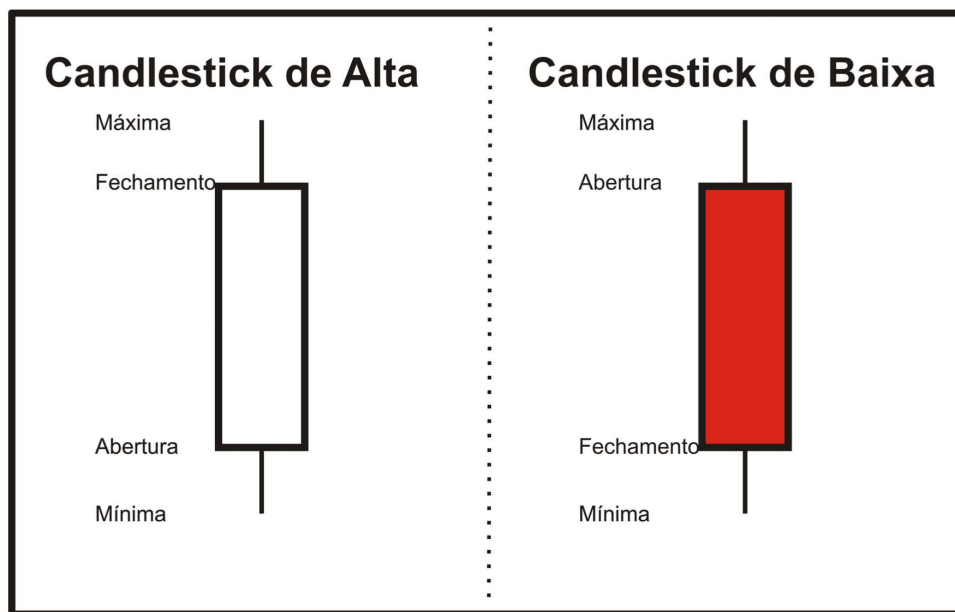 Candlestick de Alta
Máxima
Fechamento
Abertura
Mínima
Candlestick de Baixa
Máxima
Abertura
Fechamento
Mínima